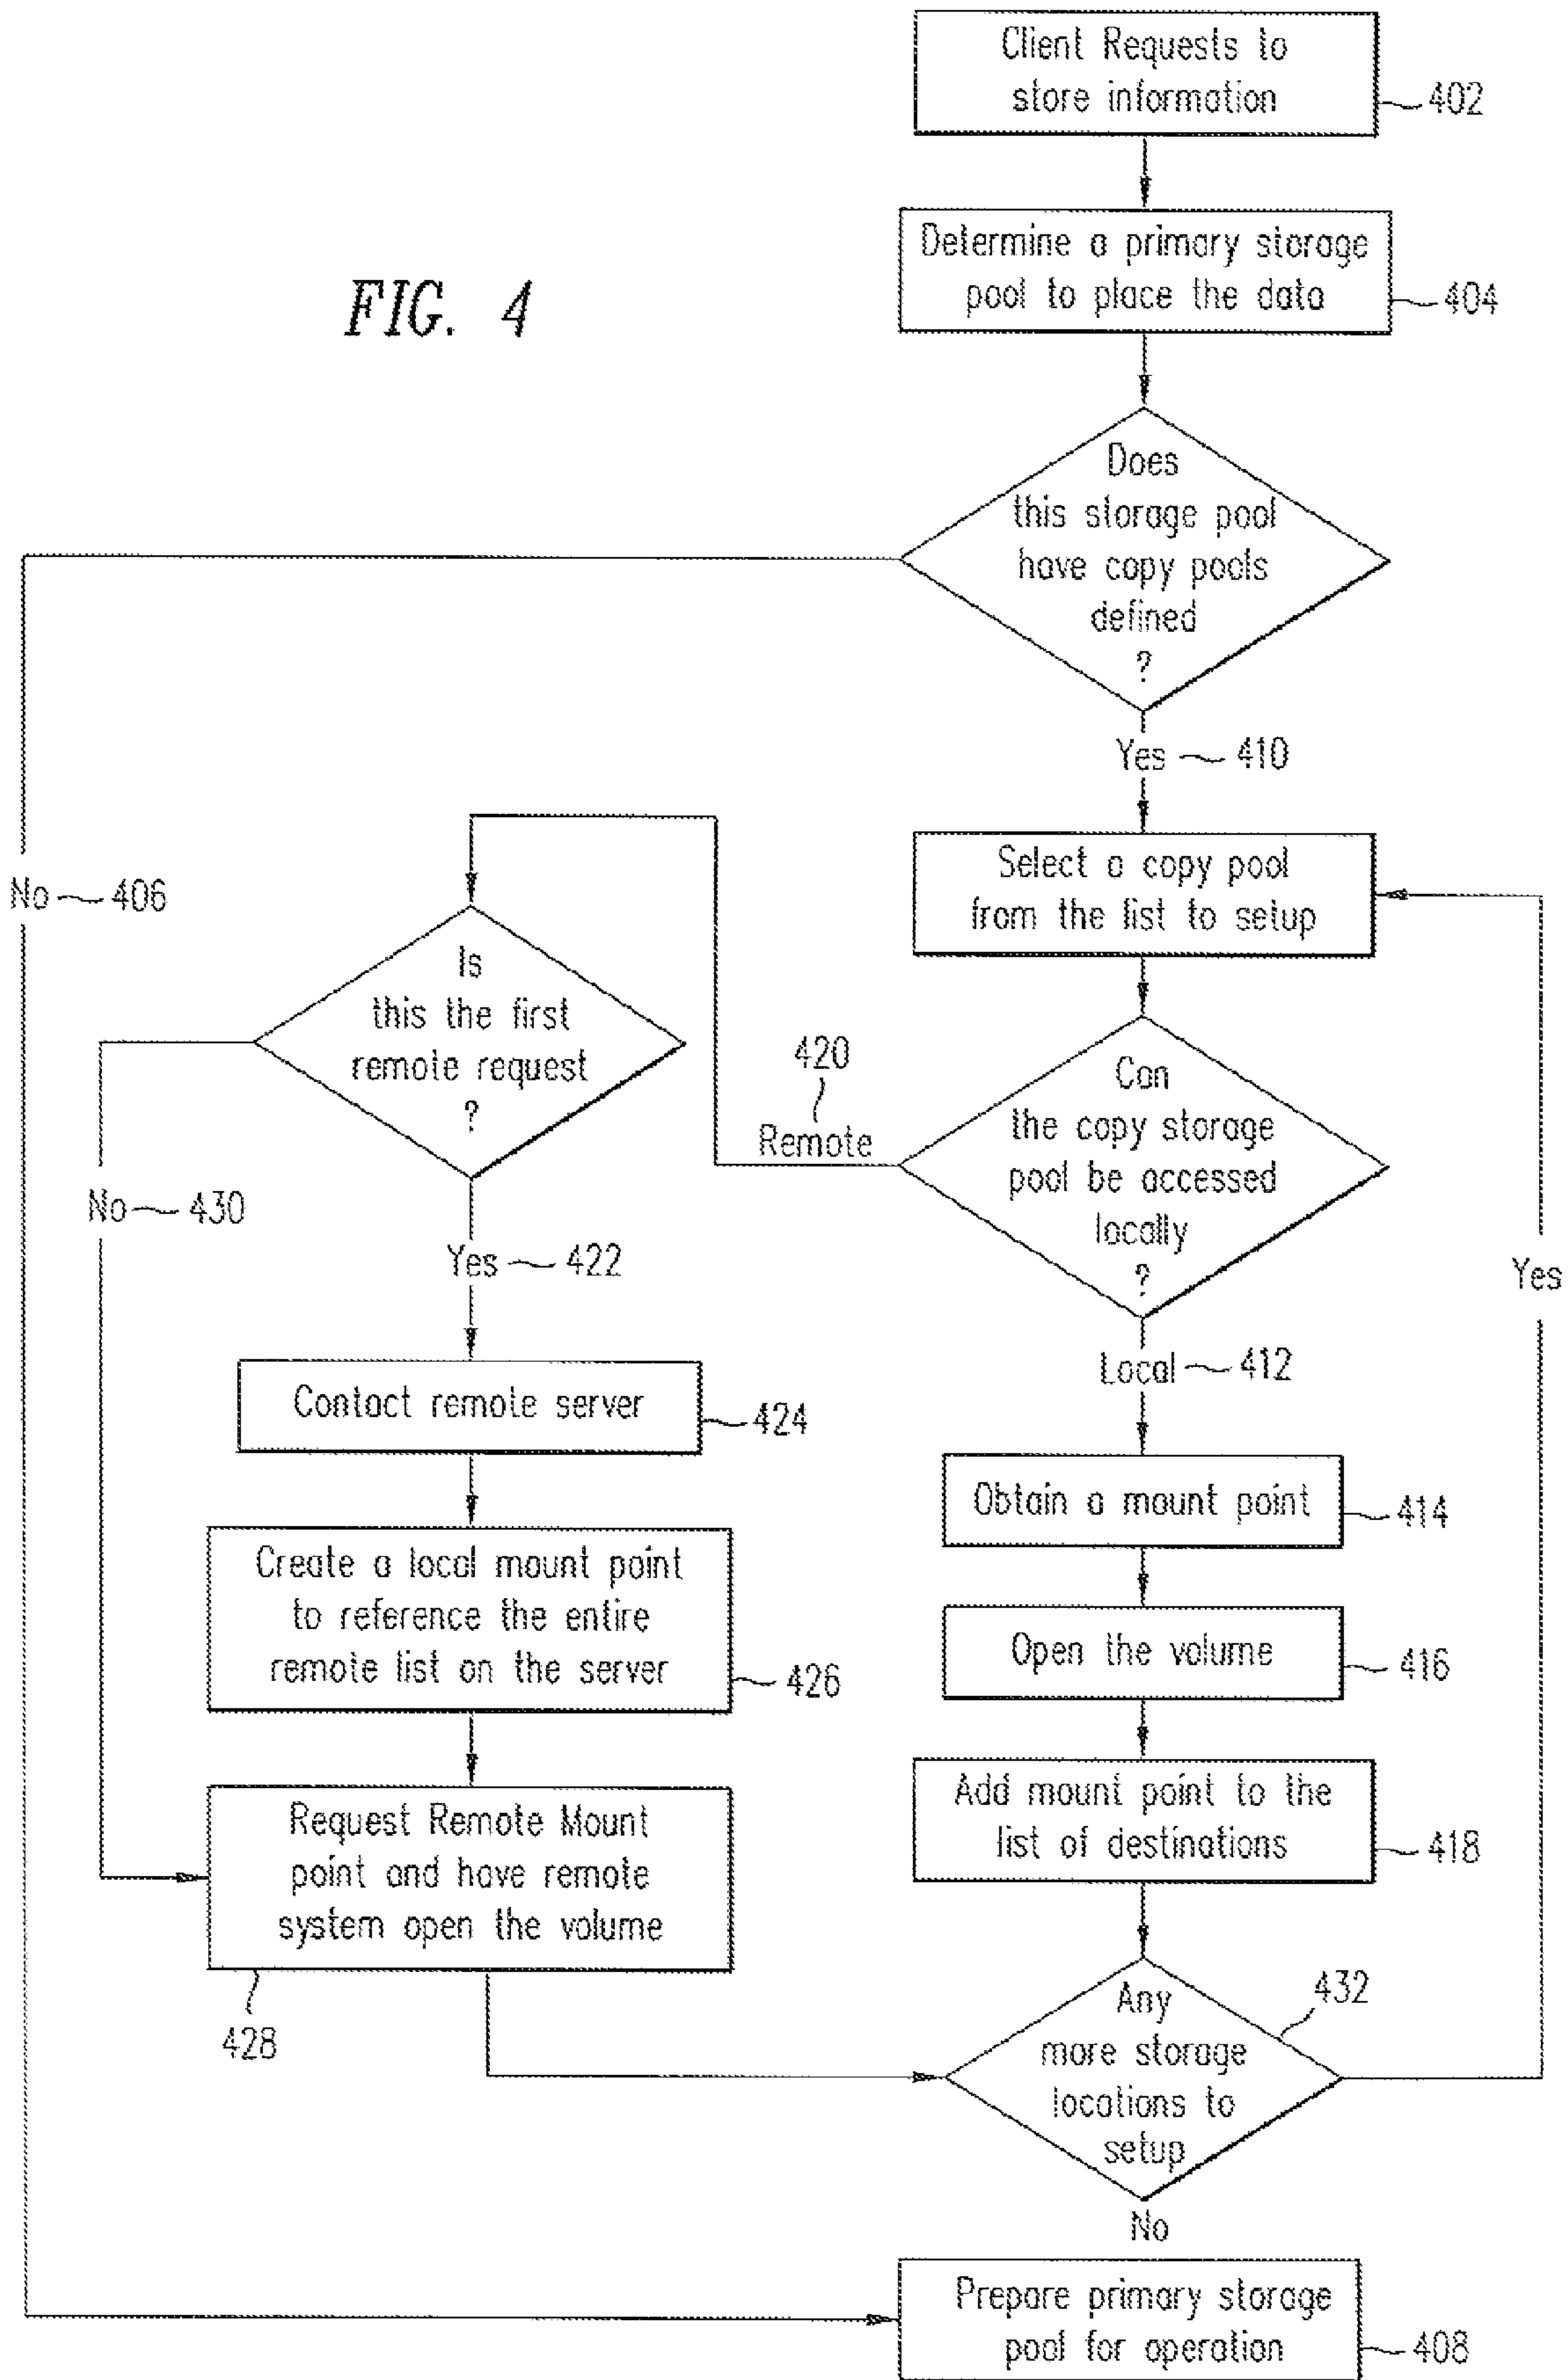 Client Requests to
store information
402
FIG. 4
Determine a primary storage
pool to place the data
404
Does
this storage pool
have copy pools
defined
?
Yes 410
No 406
Select a copy pool
from the list to setup
Is
this the first
remote request
?
420
Remote
Can
the copy storage
pool be accessed
locally
?
No 430
Yes 422
Yes
Local 412
Contact remote server
424
Obtain a mount point
414
Create a local mount point
to reference the entire
remote list on the server
426
Open the volume
416
Request Remote Mount
point and have remote
system open the volume
428
Add mount point to the
list of destinations
418
Any
more storage
locations to
setup
432
No
Prepare primary storage
pool for operation
408